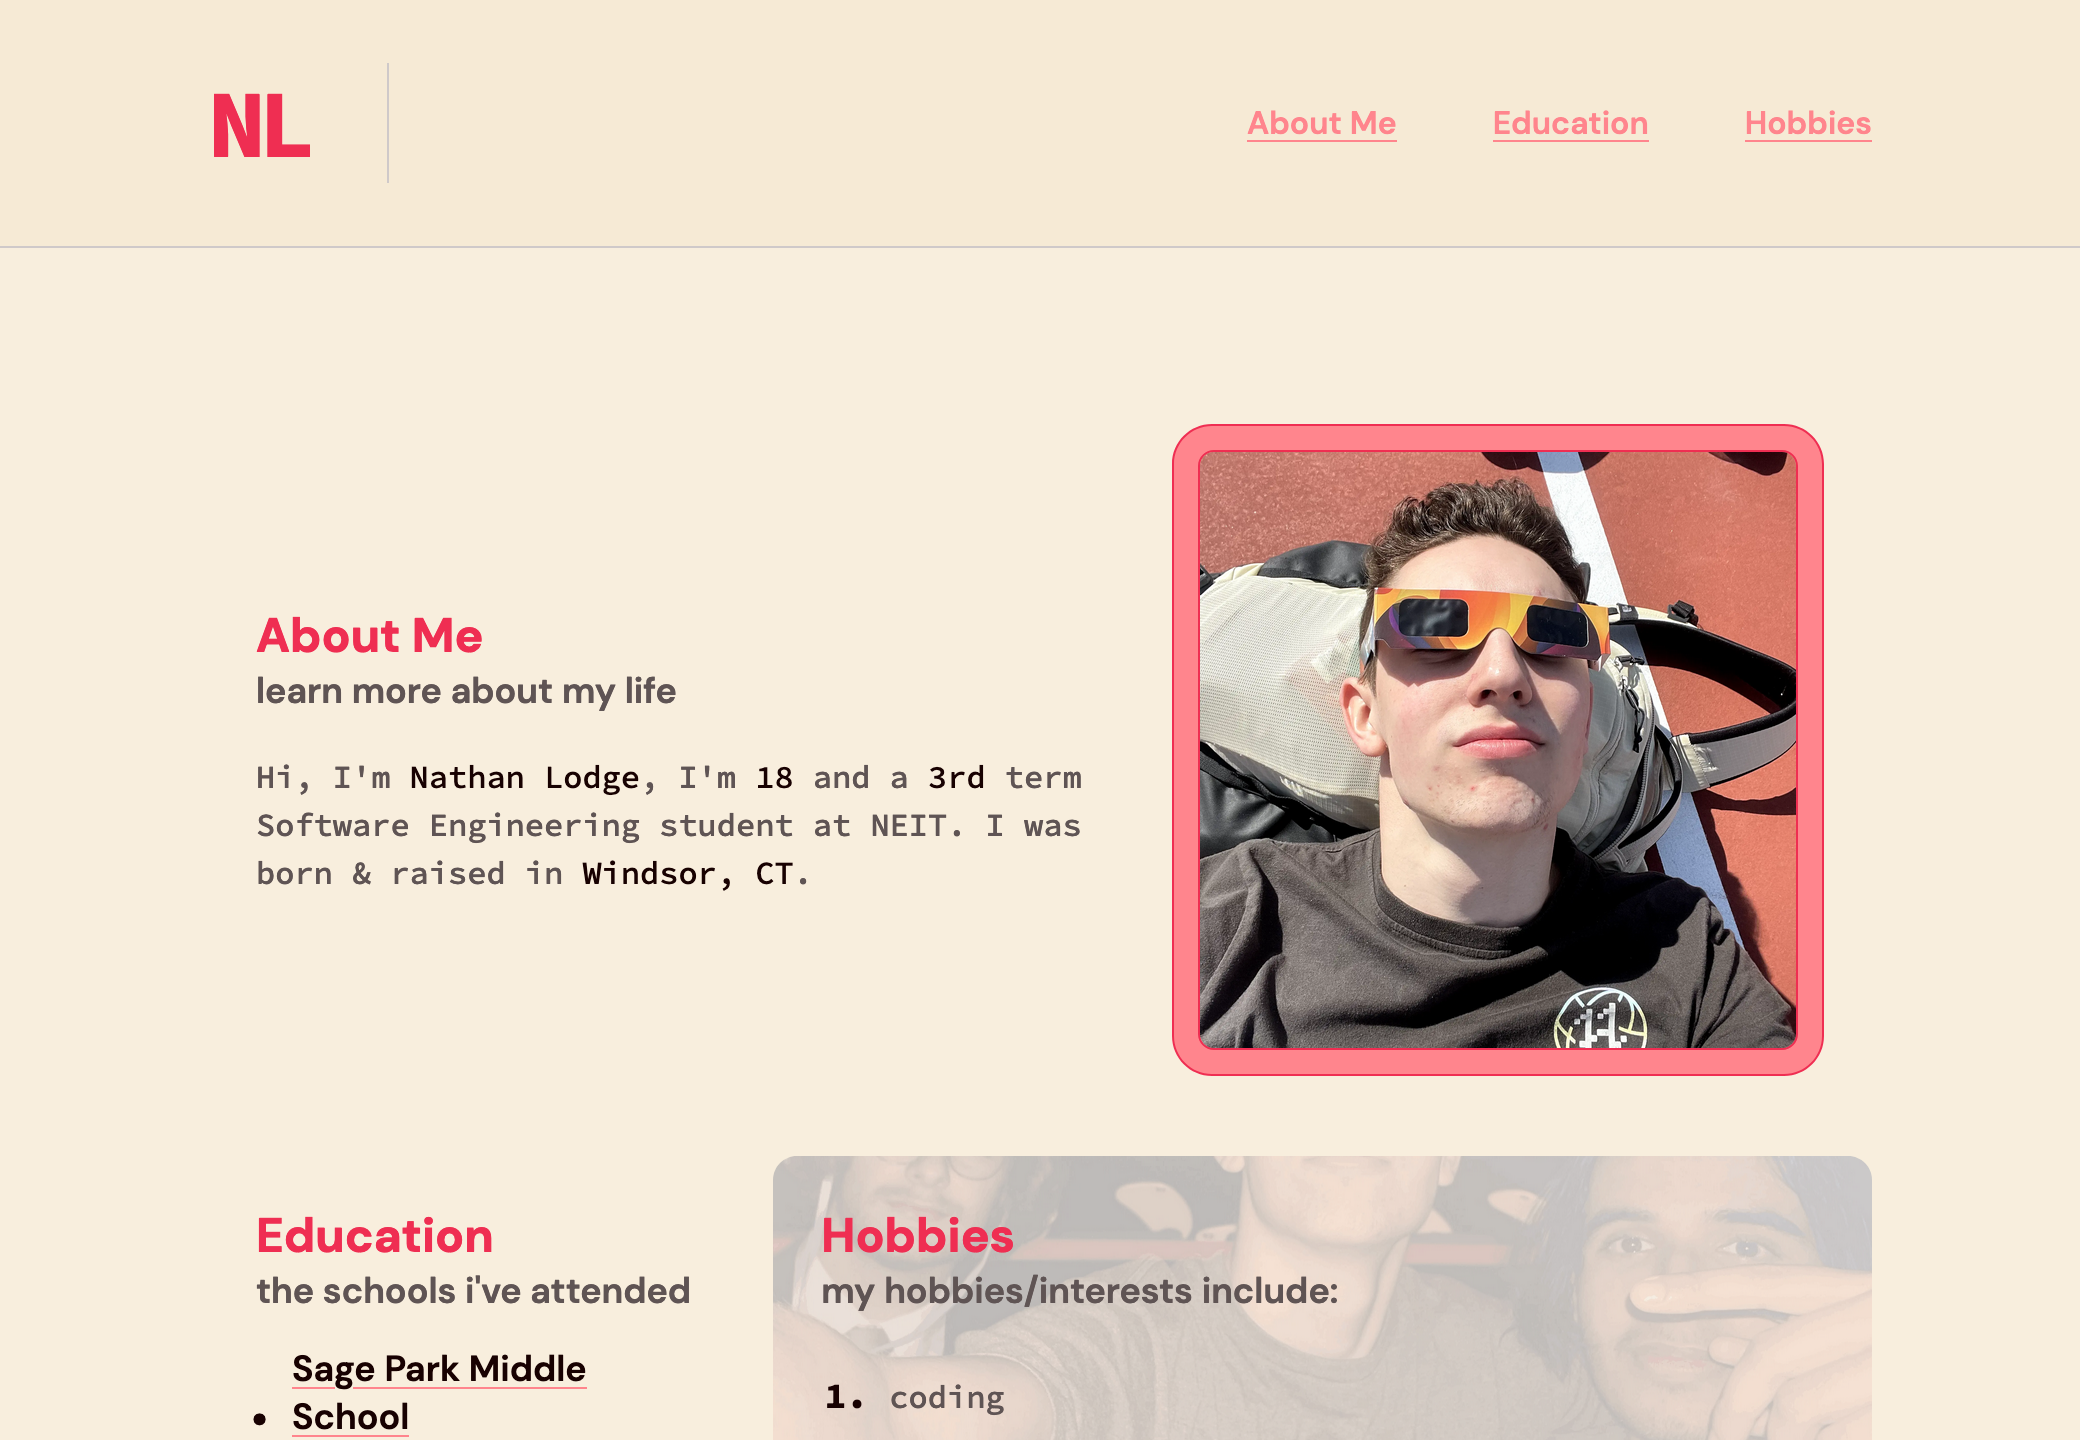 NL
About Me
Education
Hobbies
About Me
learn more about my life
Hi, I'm Nathan Lodge, I'm 18 and a 3rd term
Software Engineering student at NEIT. I was
born & raised in Windsor, CT.
Education
the schools i've attended
Sage Park Middle
• School
Hobbies
my hobbies/interests include:
1. coding